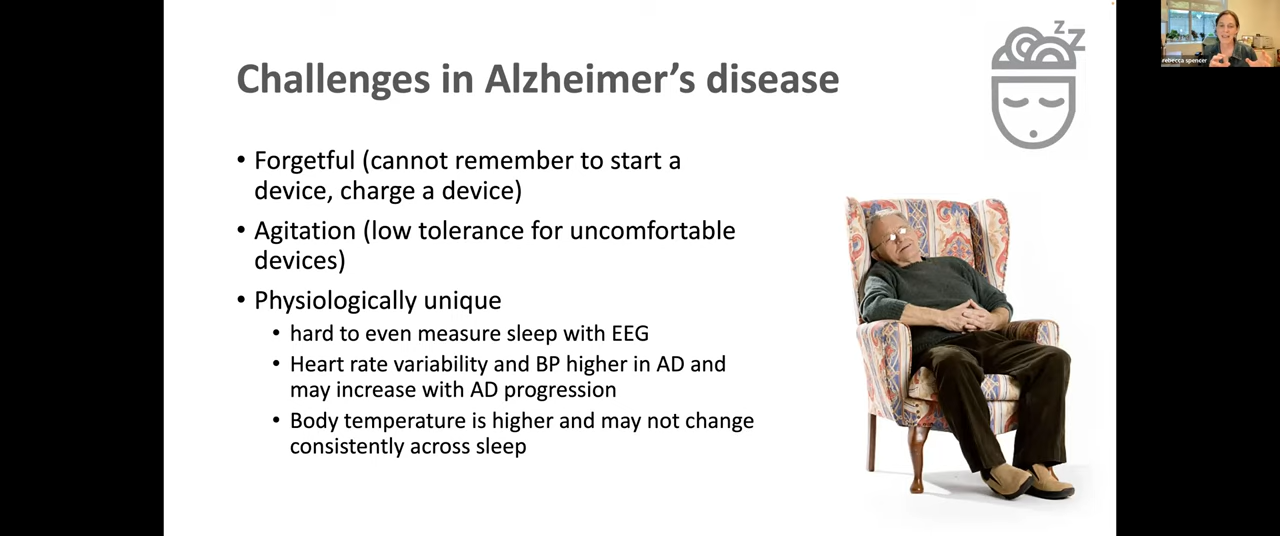 z Z
Challenges in Alzheimer’s disease
• Forgetful (cannot remember to start a
device, charge a device)
• Agitation (low tolerance for uncomfortable
devices)
• Physiologically unique
• hard to even measure sleep with EEG
• Heart rate variability and BP higher in AD and
may increase with AD progression
• Body temperature is higher and may not change
consistently across sleep
rebecca spencer